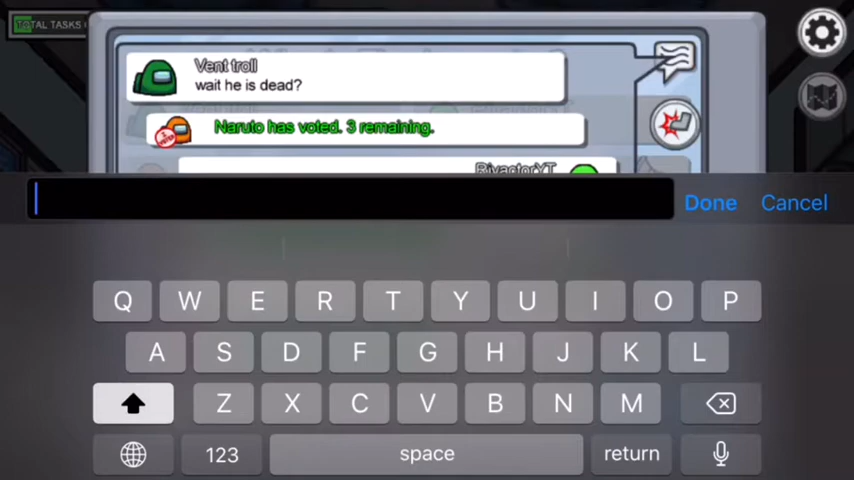 TOTAL TASKS
Vent troll
wait he is dead?
Naruto has voted. 3 remaining.
RivactorYT
Done
Cancel
Q W E R T Y U I O P
A S D F G H J K L
Z X C V B N M
123
space
return